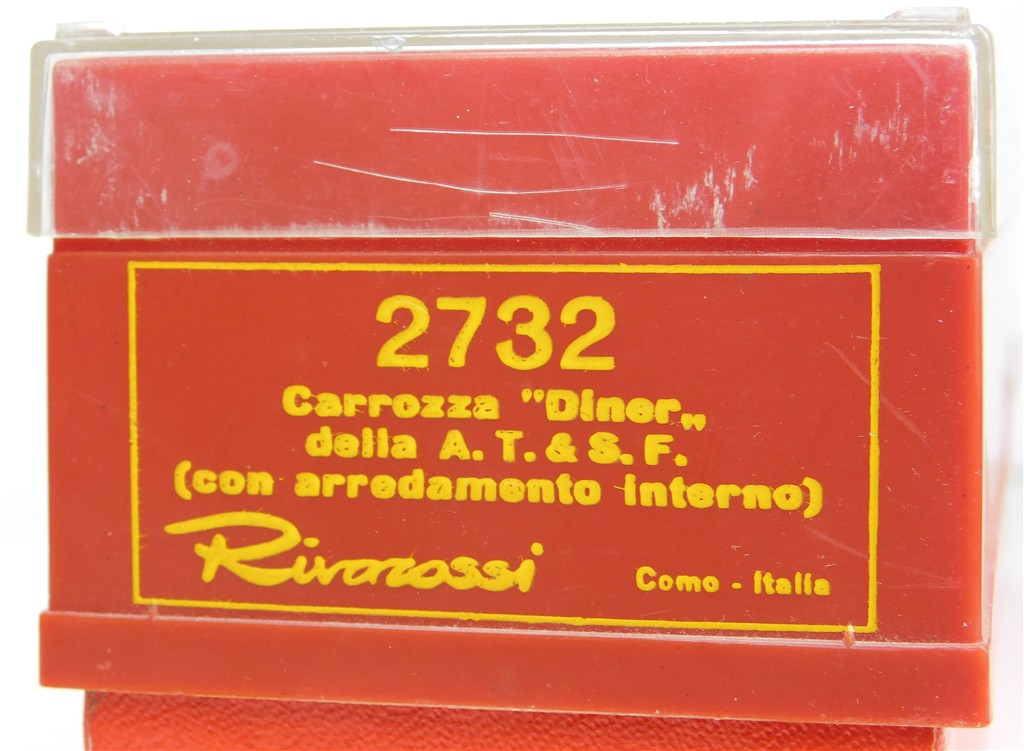 2732
Carrozza "Diner„
della A. T. & S. F.
(con arredamento interno)
Rivarossi
Como - Italia